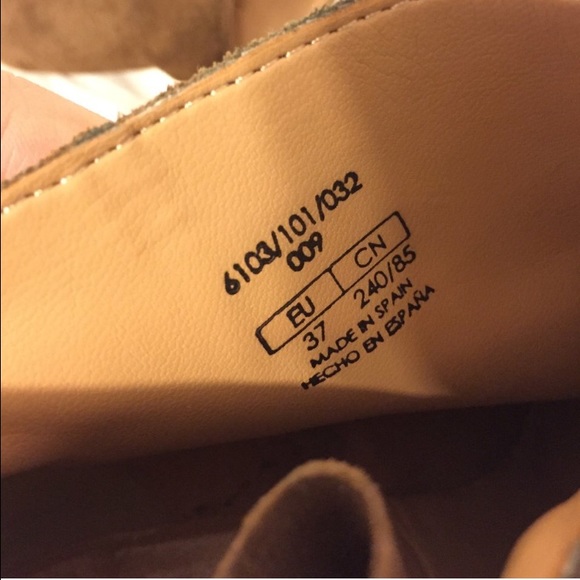 6103/101/032
009
EU CN
37 240/85
MADE IN SPAIN
HECHO EN ESPAÑA